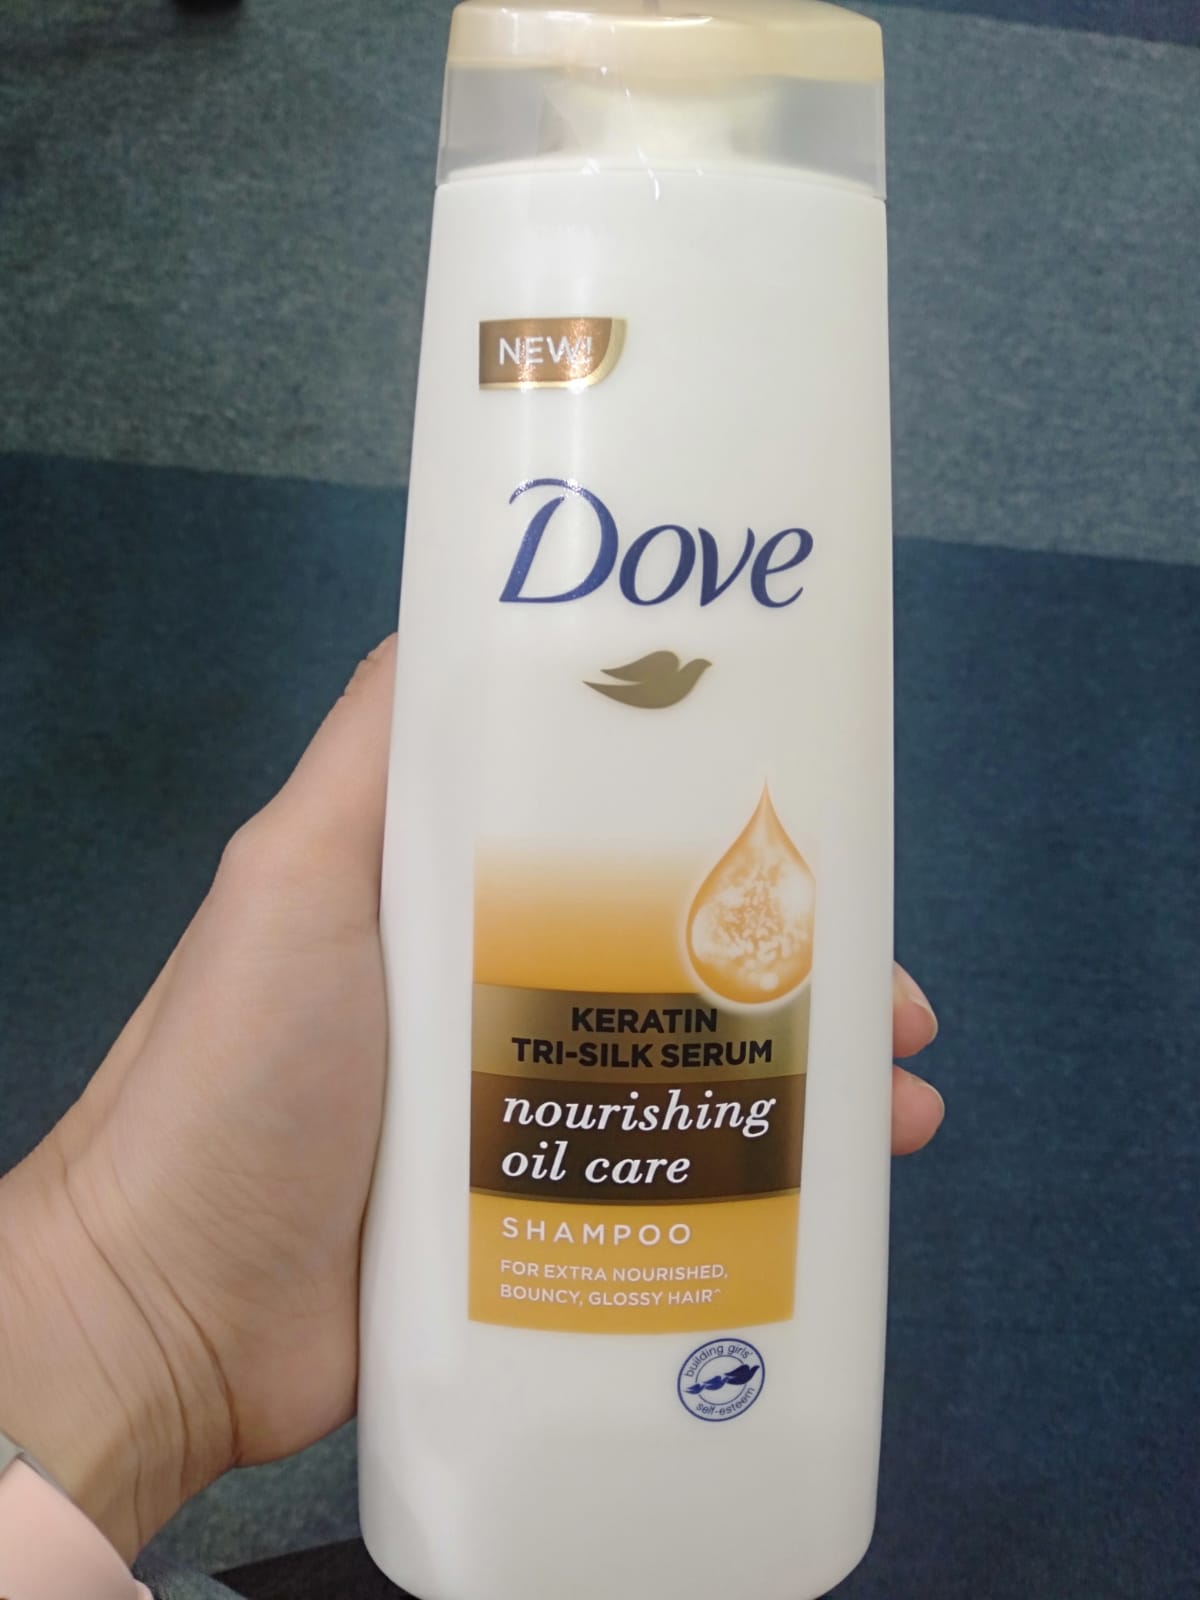 NEW!
Dove
KERATIN
TRI-SILK SERUM
nourishing
oil care
SHAMPOO
FOR EXTRA NOURISHED,
BOUNCY, GLOSSY HAIR^
building girls'
self-esteem